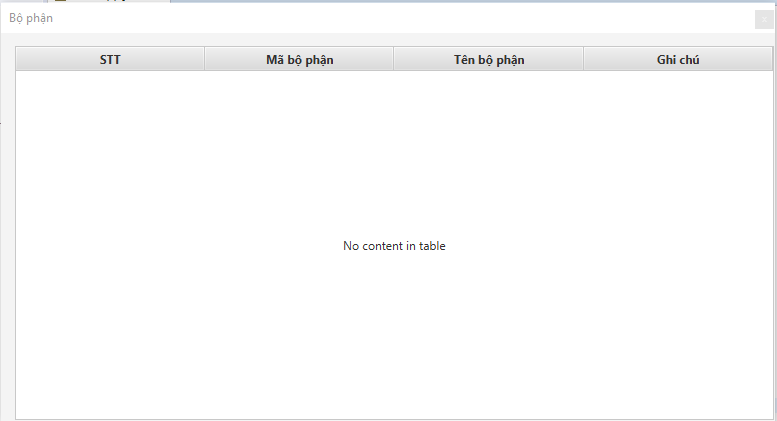 Bộ phận
STT Mã bộ phận Tên bộ phận Ghi chú
No content in table